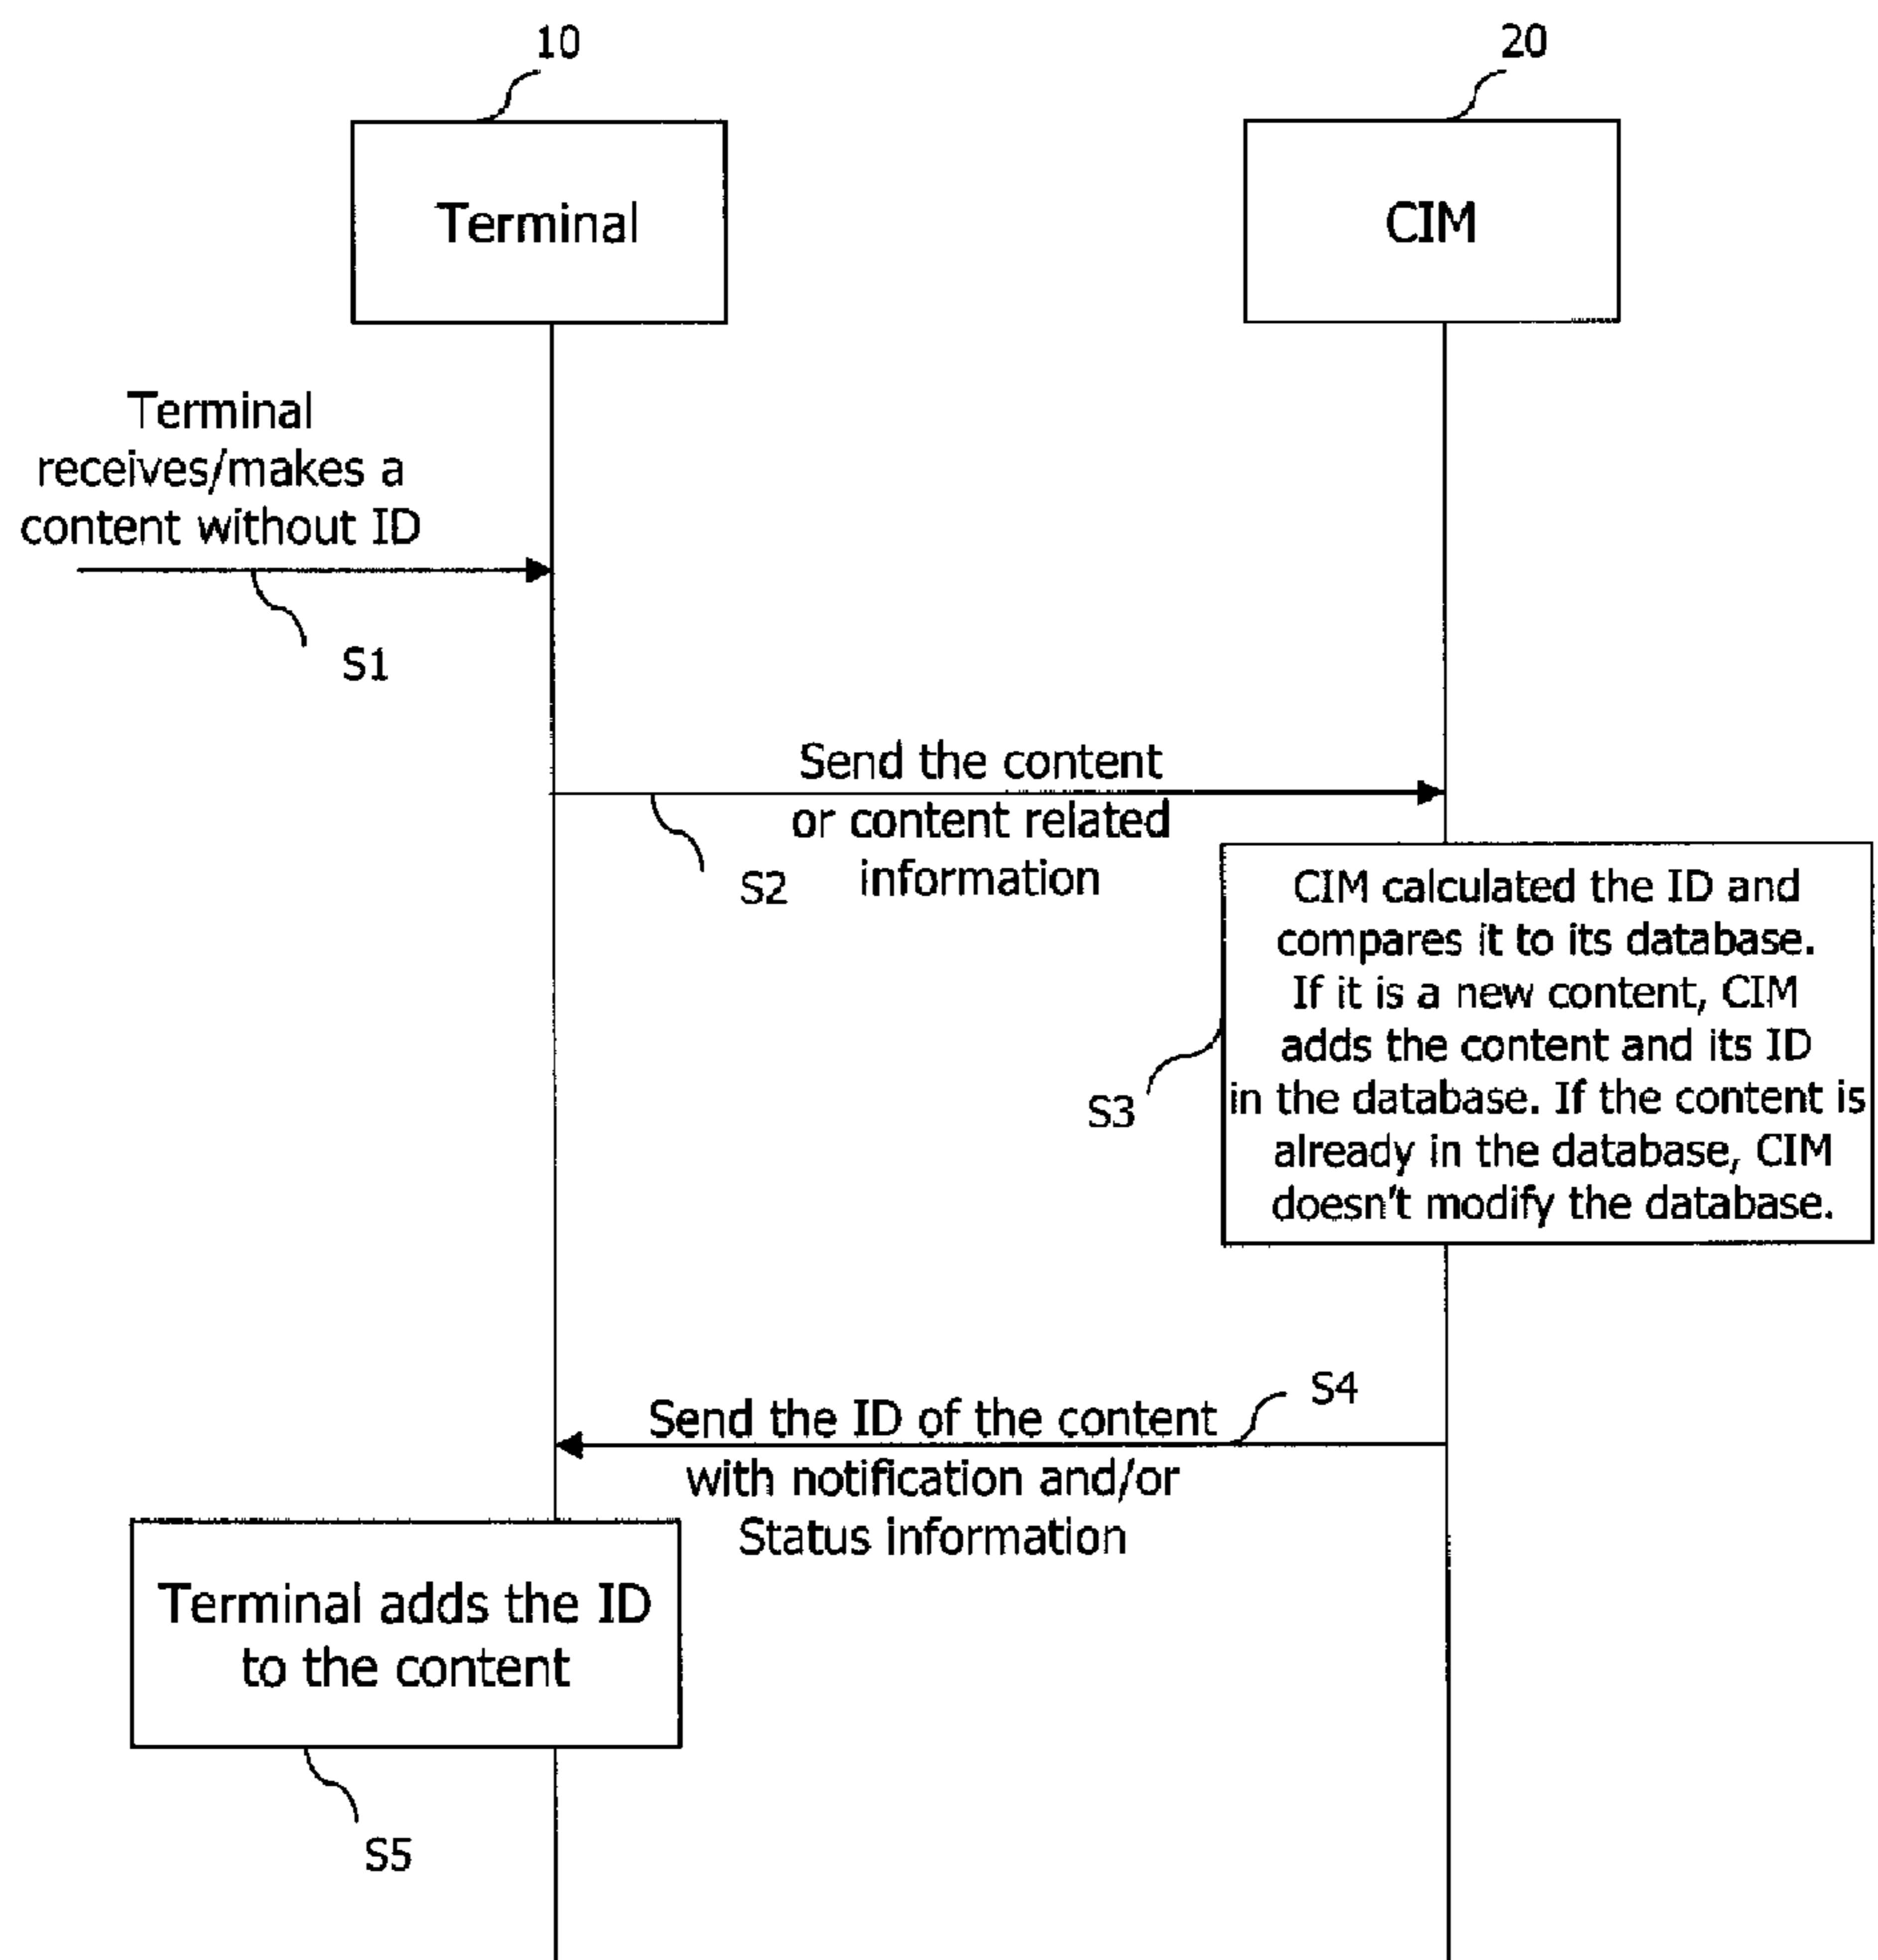 10
20
Terminal
CIM
Terminal
receives/makes a
content without ID
S1
Send the content
or content related
information
S2
CIM calculated the ID and
compares it to its database.
If it is a new content, CIM
adds the content and its ID
in the database. If the content is
already in the database, CIM
doesn't modify the database.
S3
S4
Send the ID of the content
with notification and/or
Status information
Terminal adds the ID
to the content
S5